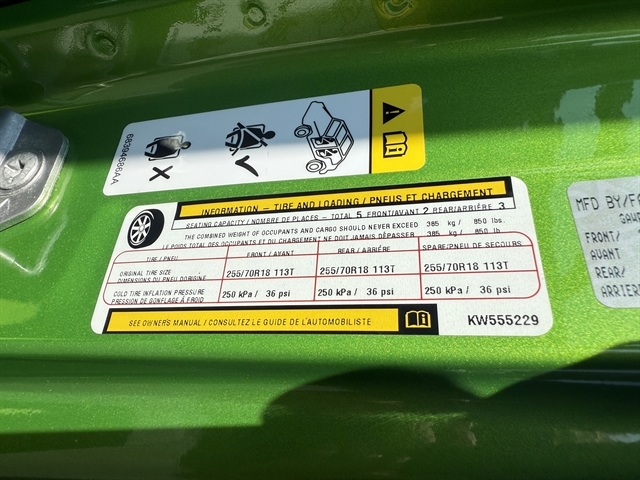 68394686AA
INFORMATION – TIRE AND LOADING / PNEUS ET CHARGEMENT
SEATING CAPACITY / NOMBRE DE PLACES – TOTAL 5 FRONT/AVANT 2 REAR/ARRIÈRE 3
THE COMBINED WEIGHT OF OCCUPANTS AND CARGO SHOULD NEVER EXCEED 385 kg / 850 lbs.
LE POIDS TOTAL DES OCCUPANTS ET DU CHARGEMENT NE DOIT JAMAIS DÉPASSER 385 kg / 850 lb.
TIRE / PNEU FRONT / AVANT REAR / ARRIÈRE SPARE/PNEU DE SECOURS
ORIGINAL TIRE SIZE
DIMENSIONS DU PNEU D'ORIGINE
255/70R18 113T 255/70R18 113T 255/70R18 113T
COLD TIRE INFLATION PRESSURE
PRESSION DE GONFLAGE À FROID
250 kPa / 36 psi 250 kPa / 36 psi 250 kPa / 36 psi
SEE OWNERS MANUAL / CONSULTEZ LE GUIDE DE L'AUTOMOBILISTE
KW555229
MFD BY/FA
FRONT/
AVANT
REAR/
ARRIER